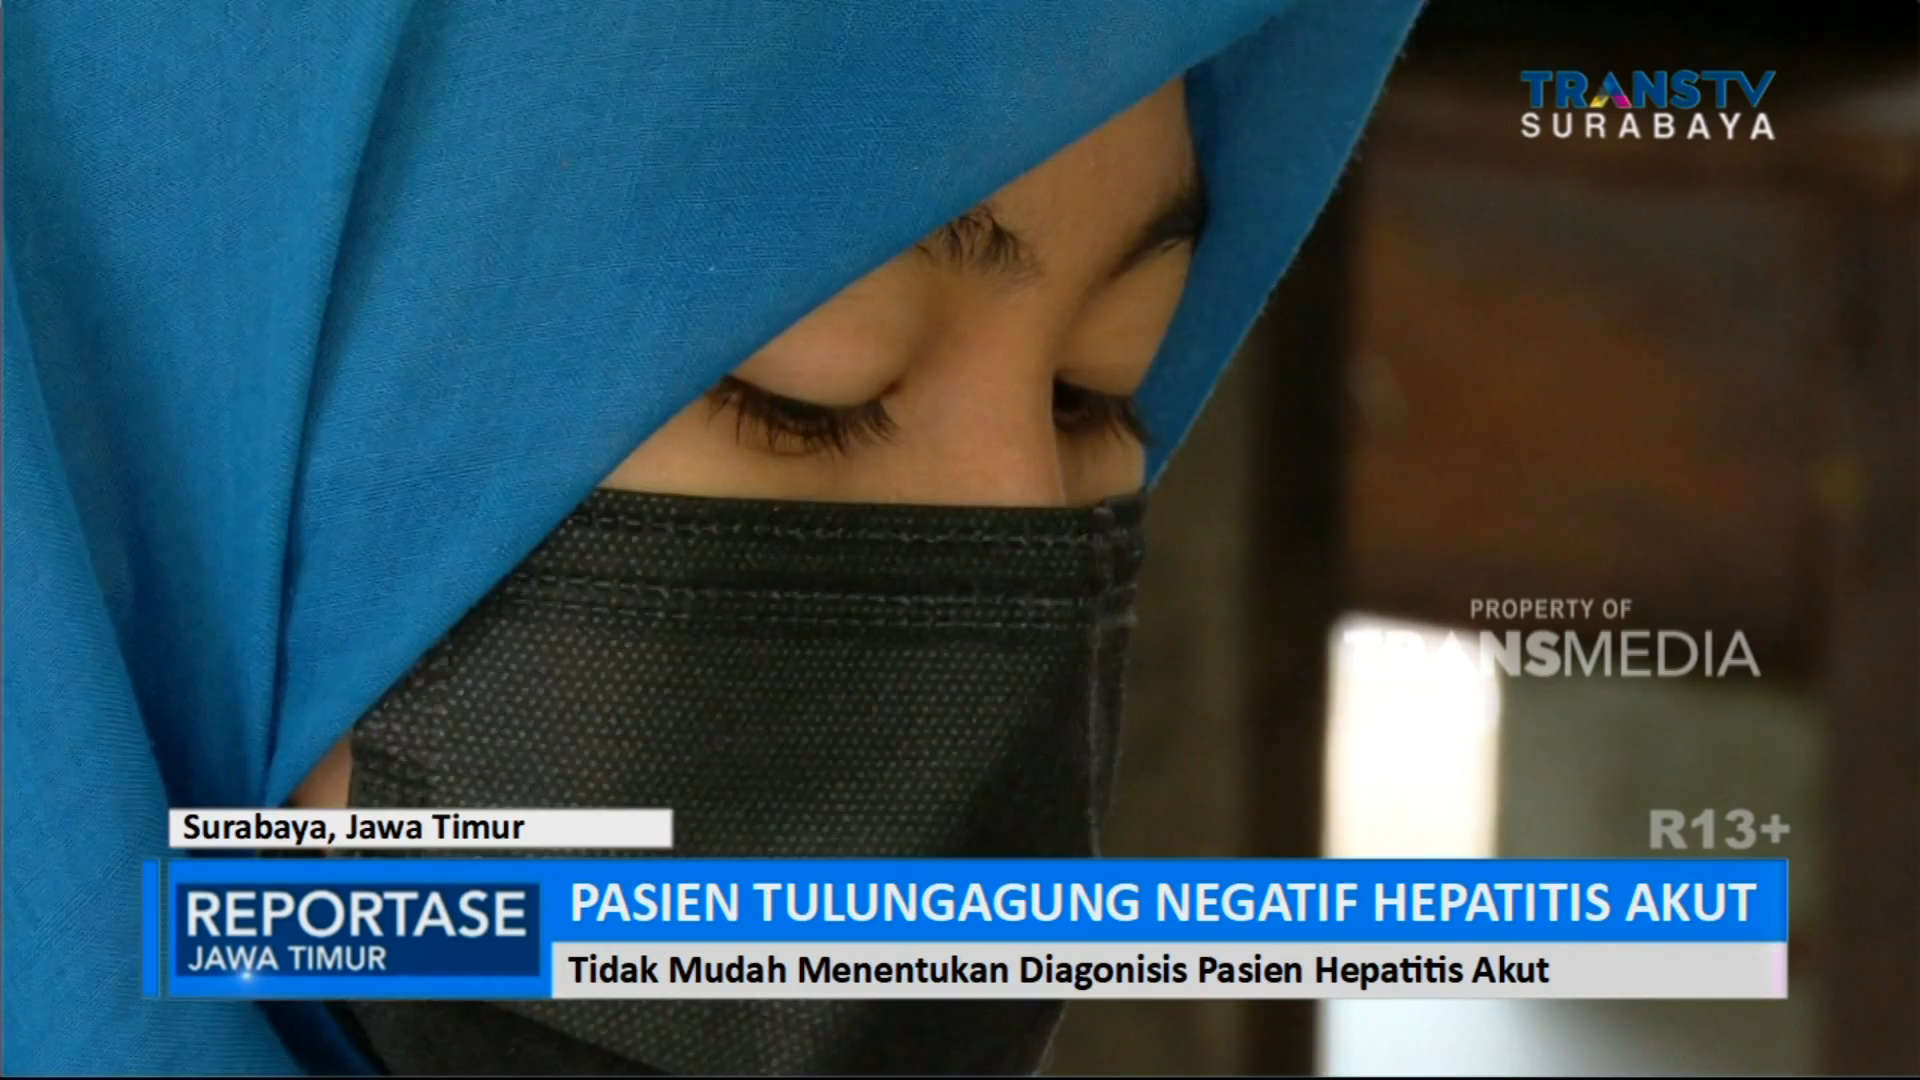 TRANSTV
SURABAYA
PROPERTY OF
TRANSMEDIA
R13+
Surabaya, Jawa Timur
REPORTASE
JAWA TIMUR
PASIEN TULUNGAGUNG NEGATIF HEPATITIS AKUT
Tidak Mudah Menentukan Diagonisis Pasien Hepatitis Akut